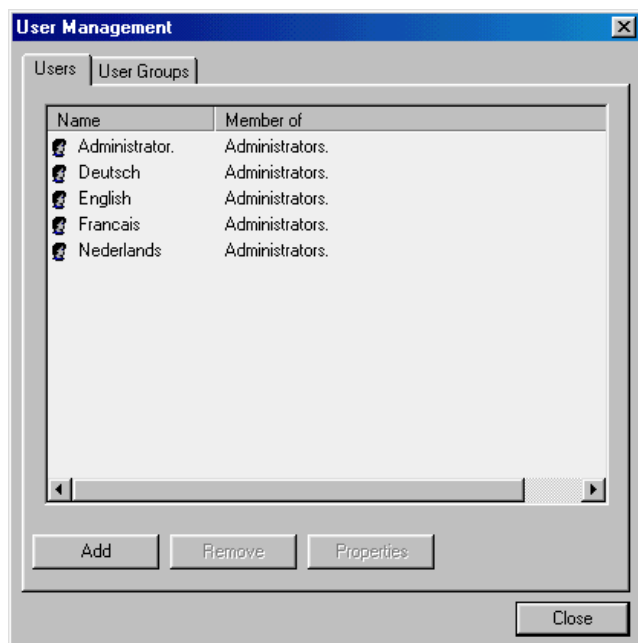 User Management
Users User Groups
Name Member of
Administrator. Administrators.
Deutsch Administrators.
English Administrators.
Francais Administrators.
Nederlands Administrators.
Add Remove Properties
Close